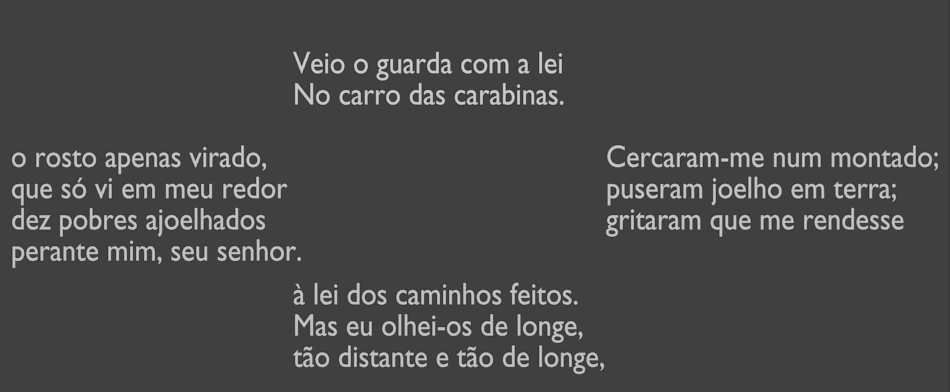 Veio o guarda com a lei
No carro das carabinas.
Cercaram-me num montado;
puseram joelho em terra;
gritaram que me rendesse
à lei dos caminhos feitos.
Mas eu olhei-os de longe,
tão distante e tão de longe,
o rosto apenas virado,
que só vi em meu redor
dez pobres ajoelhados
perante mim, seu senhor.